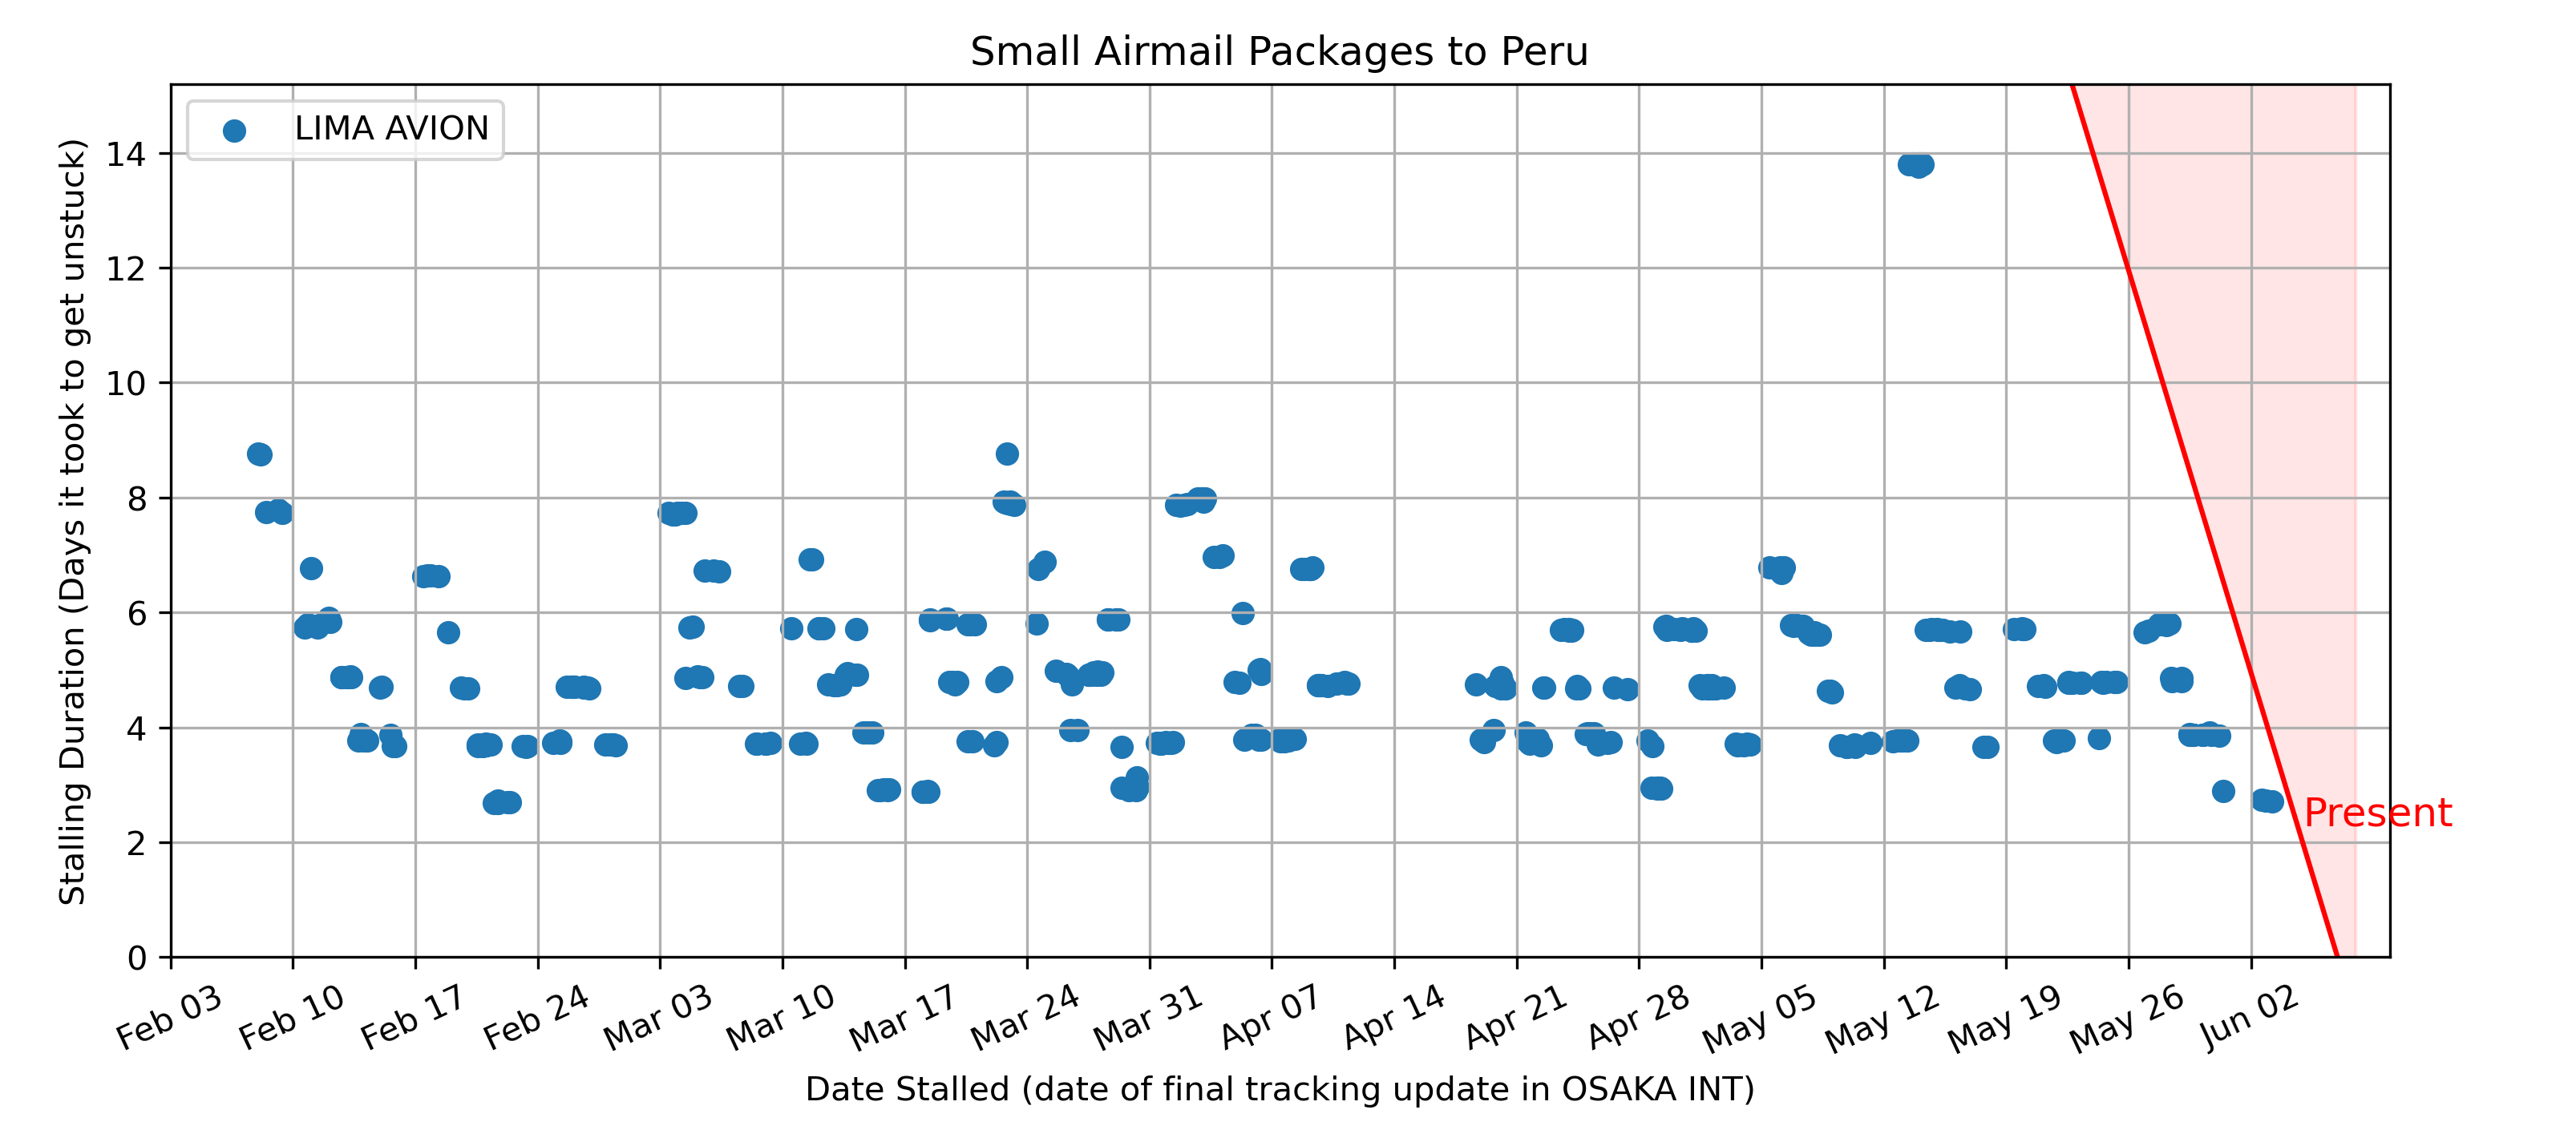 Small Airmail Packages to Peru
LIMA AVION
Stalling Duration (Days it took to get unstuck)
14
12
10
8
6
4
2
0
Present
Feb 03
Feb 10
Feb 17
Feb 24
Mar 03
Mar 10
Mar 17
Mar 24
Mar 31
Apr 07
Apr 14
Apr 21
Apr 28
May 05
May 12
May 19
May 26
Jun 02
Date Stalled (date of final tracking update in OSAKA INT)